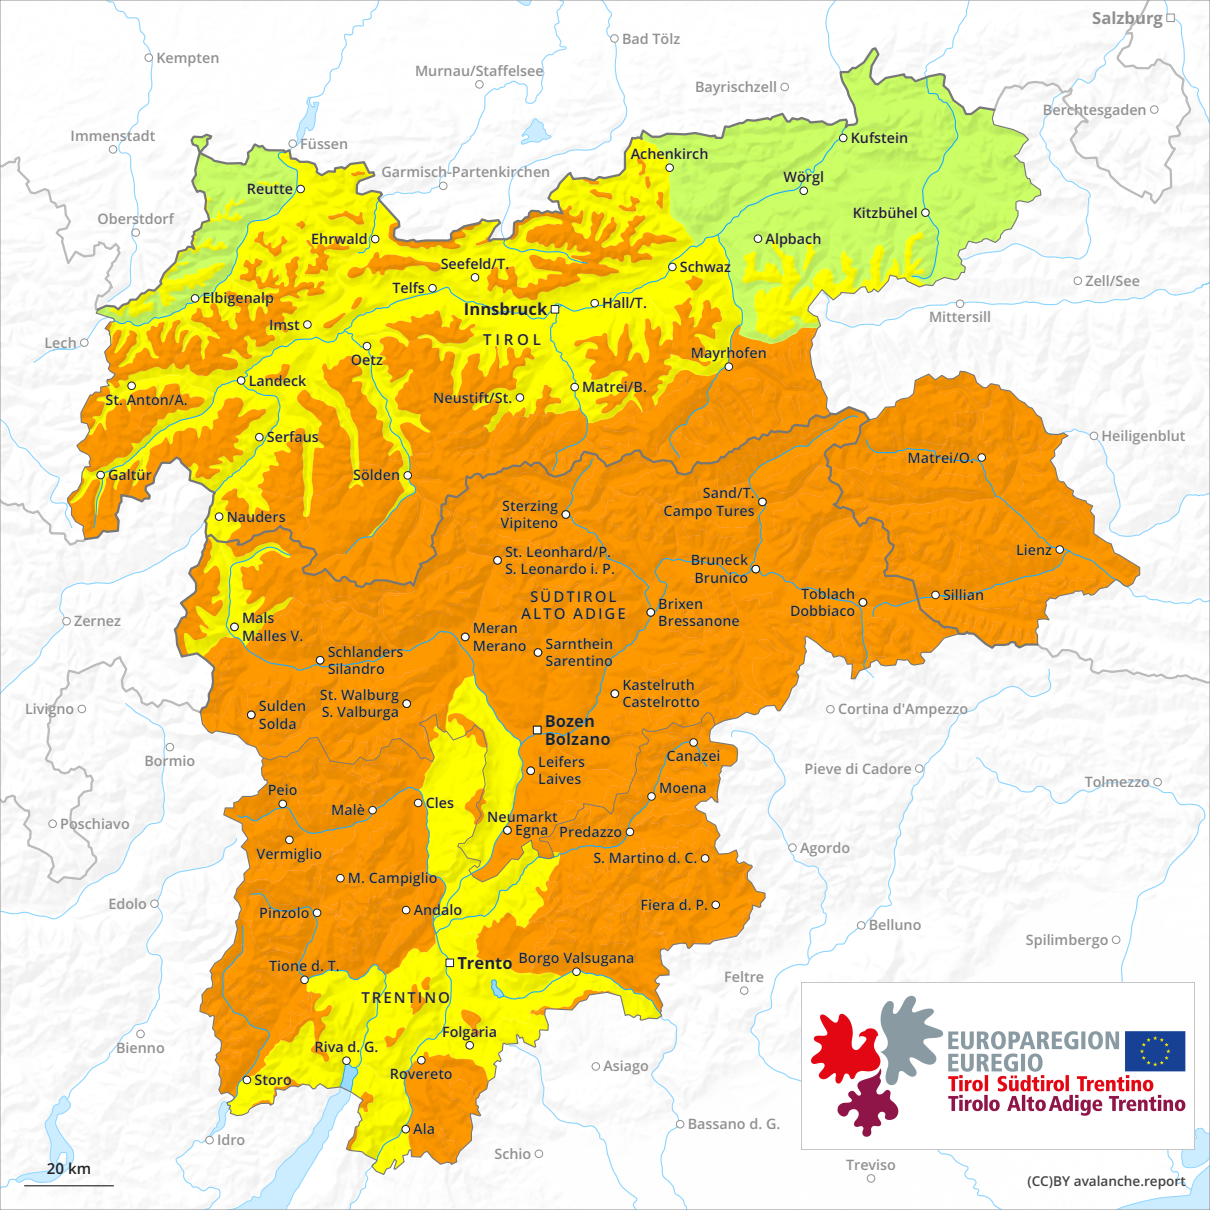 Salzburg
Bad Tölz
Kempten
Murnau/Staffelsee
Bayrischzell
Berchtesgaden
Immenstadt
Füssen
Kufstein
Achenkirch
Garmisch-Partenkirchen
Wörgl
Reutte
Oberstdorf
Kitzbühel
Ehrwald
Alpbach
Seefeld/T.
Schwaz
Zell/See
Telfs
Elbigenalp
Innsbruck
Hall/T.
Mittersill
Imst
TIROL
Lech
Oetz
Mayrhofen
Landeck
Matrei/B.
St. Anton/A.
Neustift/St.
Serfaus
Heiligenblut
Matrei/O.
Galtür
Sölden
Sand/T.
Campo Tures
Sterzing
Vipiteno
Nauders
Lienz
St. Leonhard/P.
S. Leonardo i. P.
Bruneck
Brunico
SÜDTIROL
ALTO ADIGE
Toblach
Dobbiaco
Sillian
Brixen
Bressanone
Zernez
Mals
Malles V.
Meran
Merano
Sarnthein
Sarentino
Schlanders
Silandro
Kastelruth
Castelrotto
St. Walburg
S. Valburga
Sulden
Solda
Livigno
Cortina d'Ampezzo
Bozen
Bolzano
Bormio
Canazei
Leifers
Laives
Pieve di Cadore
Tolmezzo
Peio
Moena
Cles
Malè
Neumarkt
Egna
Predazzo
Poschiavo
Vermiglio
S. Martino d. C.
Agordo
M. Campiglio
Edolo
Pinzolo
Andalo
Fiera d. P.
Belluno
Spilimbergo
Trento
Borgo Valsugana
Tione d. T.
Feltre
TRENTINO
Folgaria
Bienno
Riva d. G.
Asiago
Rovereto
Storo
EUROPAREGION
EUREGIO
Tirol Südtirol Trentino
Tirolo Alto Adige Trentino
Ala
Bassano d. G.
Idro
Schio
Treviso
20 km
(CC)BY avalanche.report